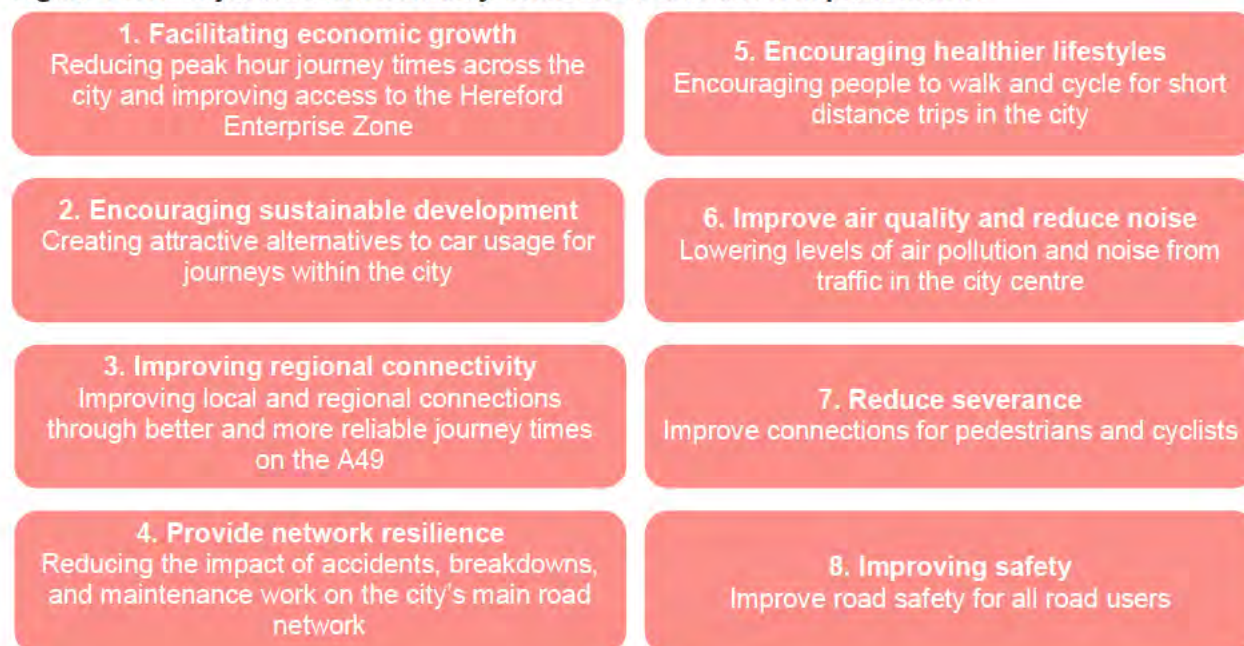 1. Facilitating economic growth
Reducing peak hour journey times across the
city and improving access to the Hereford
Enterprise Zone
2. Encouraging sustainable development
Creating attractive alternatives to car usage for
journeys within the city
3. Improving regional connectivity
Improving local and regional connections
through better and more reliable journey times
on the A49
4. Provide network resilience
Reducing the impact of accidents, breakdowns,
and maintenance work on the city's main road
network
5. Encouraging healthier lifestyles
Encouraging people to walk and cycle for short
distance trips in the city
6. Improve air quality and reduce noise
Lowering levels of air pollution and noise from
traffic in the city centre
7. Reduce severance
Improve connections for pedestrians and cyclists
8. Improving safety
Improve road safety for all road users